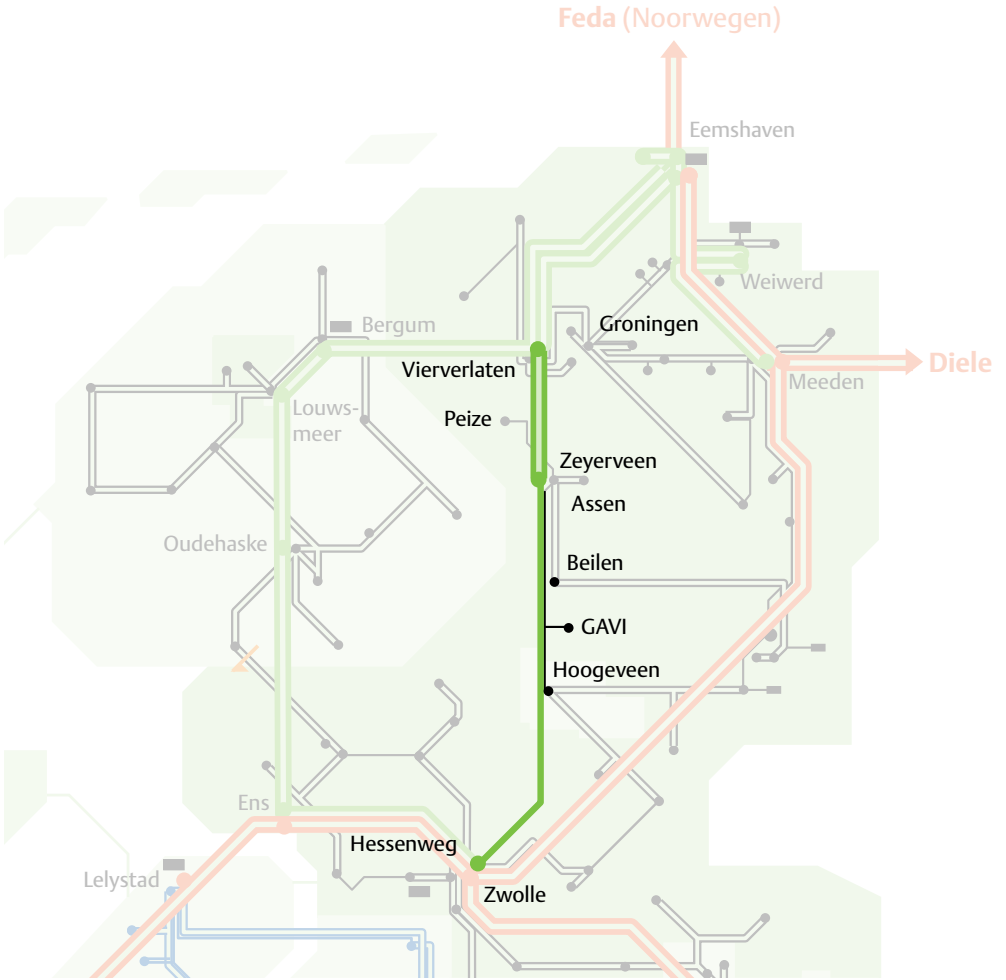 Feda (Noorwegen)
Eemshaven
Weiwerd
Groningen
Bergum
Vierverlaten
Diele
Meeden
Louws-
meer
Peize
Zeyerveen
Assen
Oudehaske
Beilen
GAVI
Hoogeveen
Ens
Hessenweg
Lelystad
Zwolle